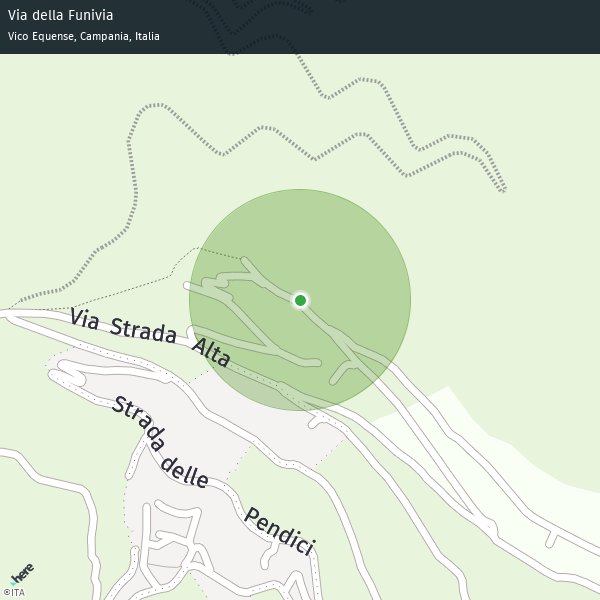 Via della Funivia
Vico Equense, Campania, Italia
Via Strada Alta
Strada delle Pendici
here
©ITA